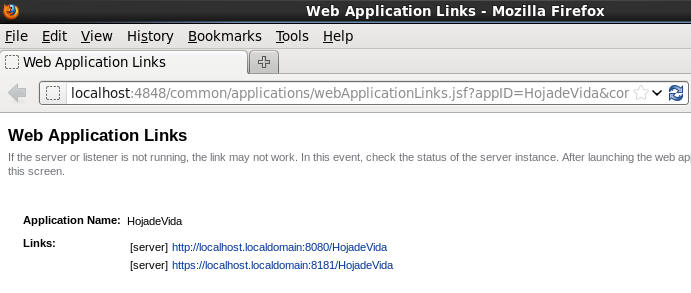 Web Application Links - Mozilla Firefox
File Edit View History Bookmarks Tools Help
Web Application Links
localhost:4848/common/applications/webApplicationLinks.jsf?appID=HojadeVida&cor
Web Application Links
If the server or listener is not running, the link may not work. In this event, check the status of the server instance. After launching the web ap
this screen.
Application Name: HojadeVida
Links: [server] http://localhost.localdomain:8080/HojadeVida
[server] https://localhost.localdomain:8181/HojadeVida